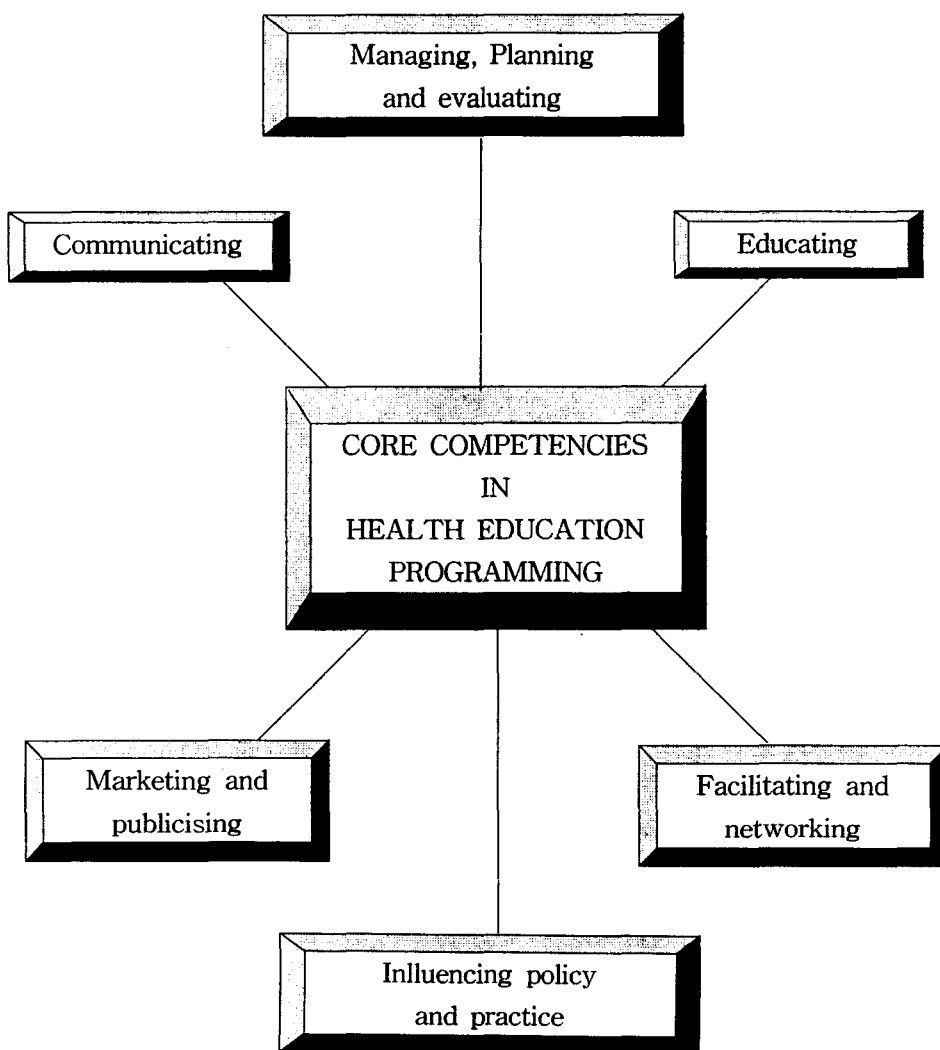 Managing, Planning
and evaluating
Communicating
Educating
CORE COMPETENCIES
IN
HEALTH EDUCATION
PROGRAMMING
Marketing and
publicising
Facilitating and
networking
Inlluencing policy
and practice